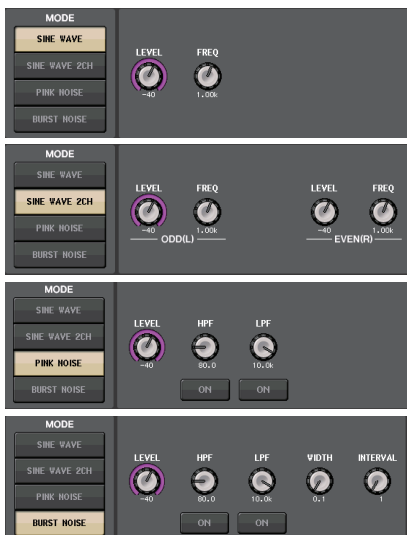 MODE
SINE WAVE
SINE WAVE 2CH
PINK NOISE
BURST NOISE
LEVEL FREQ
-40 1.00k
MODE
SINE WAVE
SINE WAVE 2CH
PINK NOISE
BURST NOISE
LEVEL FREQ LEVEL FREQ
-40 1.00k -40 1.00k
ODD(L) EVEN(R)
MODE
SINE WAVE
SINE WAVE 2CH
PINK NOISE
BURST NOISE
LEVEL HPF LPF
-40 80.0 10.0k
ON ON
MODE
SINE WAVE
SINE WAVE 2CH
PINK NOISE
BURST NOISE
LEVEL HPF LPF WIDTH INTERVAL
-40 80.0 10.0k 0.1 1
ON ON